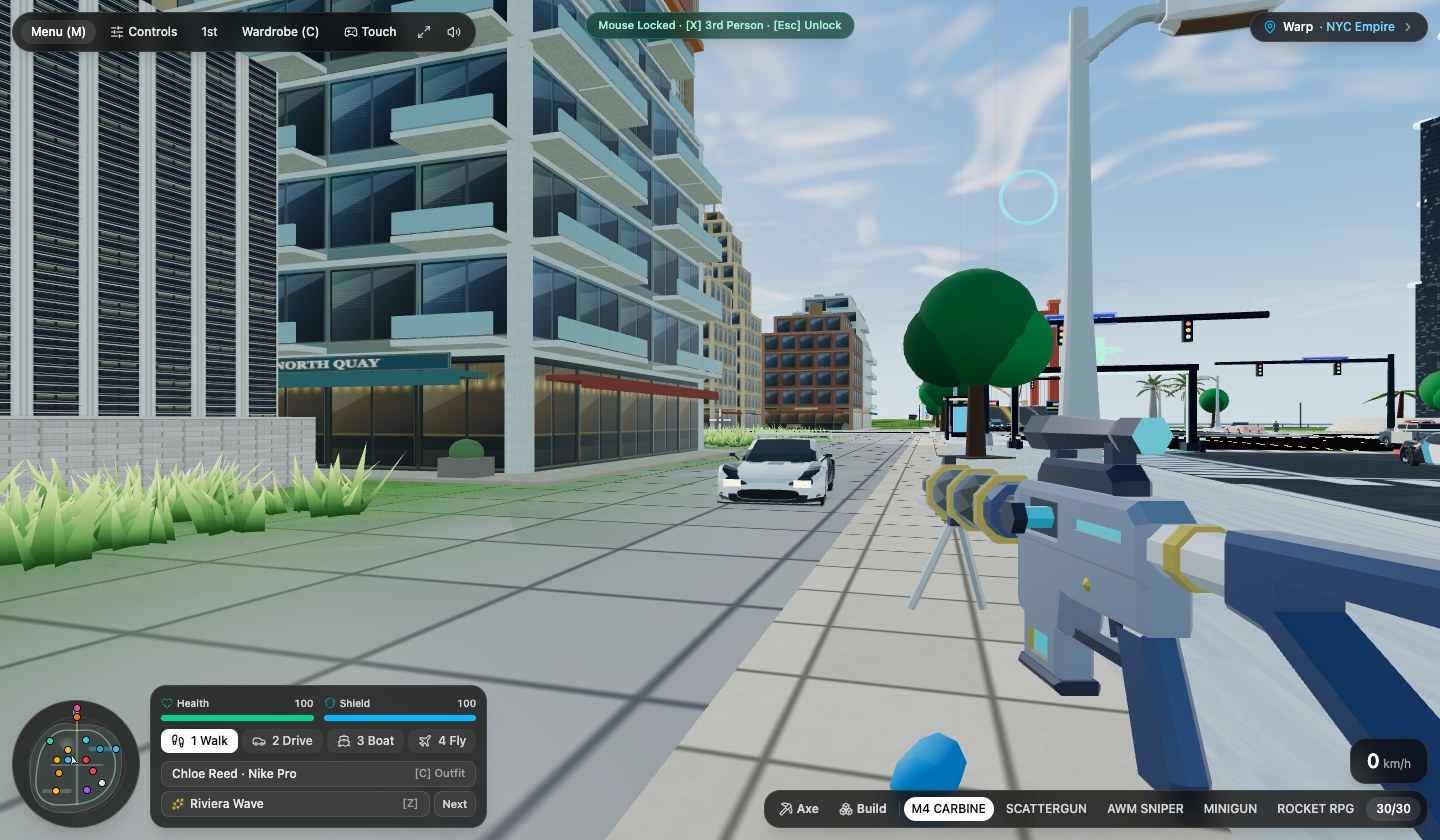 Menu (M) Controls 1st Wardrobe (C) Touch
Mouse Locked · [X] 3rd Person · [Esc] Unlock
Warp · NYC Empire
NORTH QUAY
Health 100 Shield 100
1 Walk 2 Drive 3 Boat 4 Fly
Chloe Reed · Nike Pro [C] Outfit
Riviera Wave [Z] Next
0 km/h
Axe Build M4 CARBINE SCATTERGUN AWM SNIPER MINIGUN ROCKET RPG 30/30